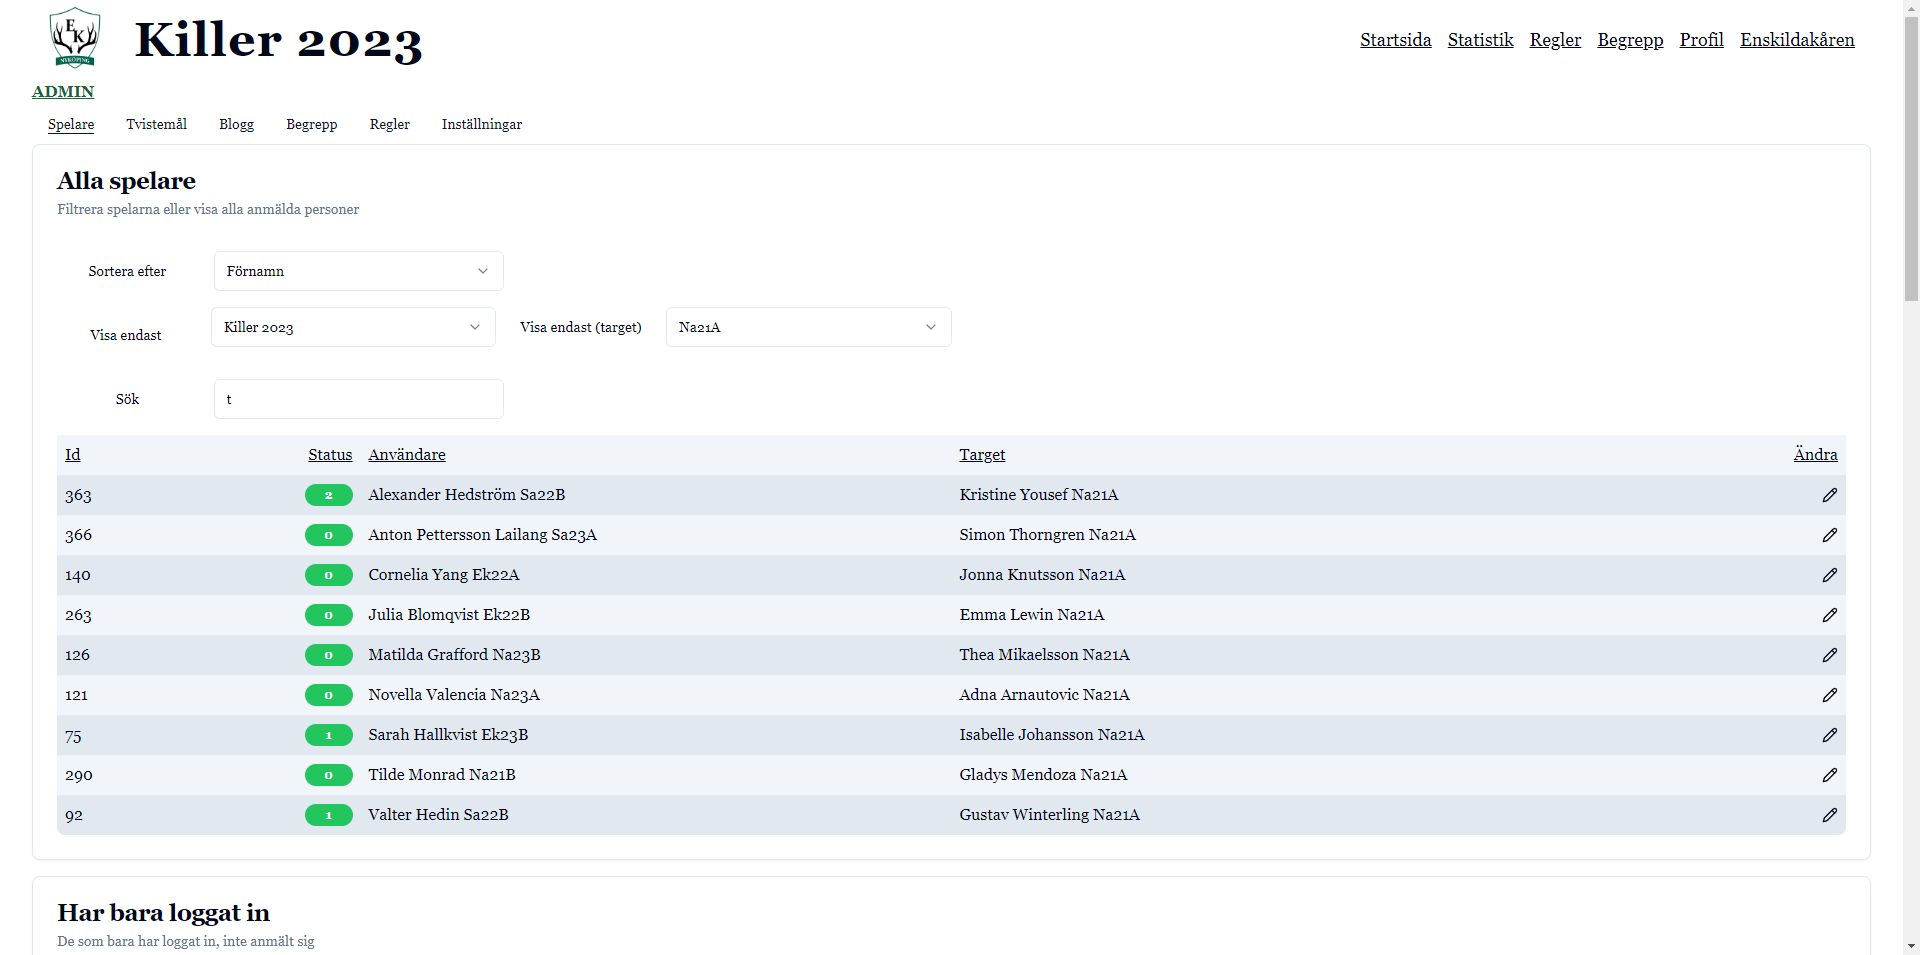 EK
NYKÖPING
Killer 2023
Startsida Statistik Regler Begrepp Profil Enskildakåren
ADMIN
Spelare Tvistemål Blogg Begrepp Regler Inställningar
Alla spelare
Filtrera spelarna eller visa alla anmälda personer
Sortera efter Förnamn
Visa endast Killer 2023 Visa endast (target) Na21A
Sök t
Id Status Användare Target Ändra
363 2 Alexander Hedström Sa22B Kristine Yousef Na21A
366 0 Anton Pettersson Lailang Sa23A Simon Thorngren Na21A
140 0 Cornelia Yang Ek22A Jonna Knutsson Na21A
263 0 Julia Blomqvist Ek22B Emma Lewin Na21A
126 0 Matilda Grafford Na23B Thea Mikaelsson Na21A
121 0 Novella Valencia Na23A Adna Arnautovic Na21A
75 1 Sarah Hallkvist Ek23B Isabelle Johansson Na21A
290 0 Tilde Monrad Na21B Gladys Mendoza Na21A
92 1 Valter Hedin Sa22B Gustav Winterling Na21A
Har bara loggat in
De som bara har loggat in, inte anmält sig